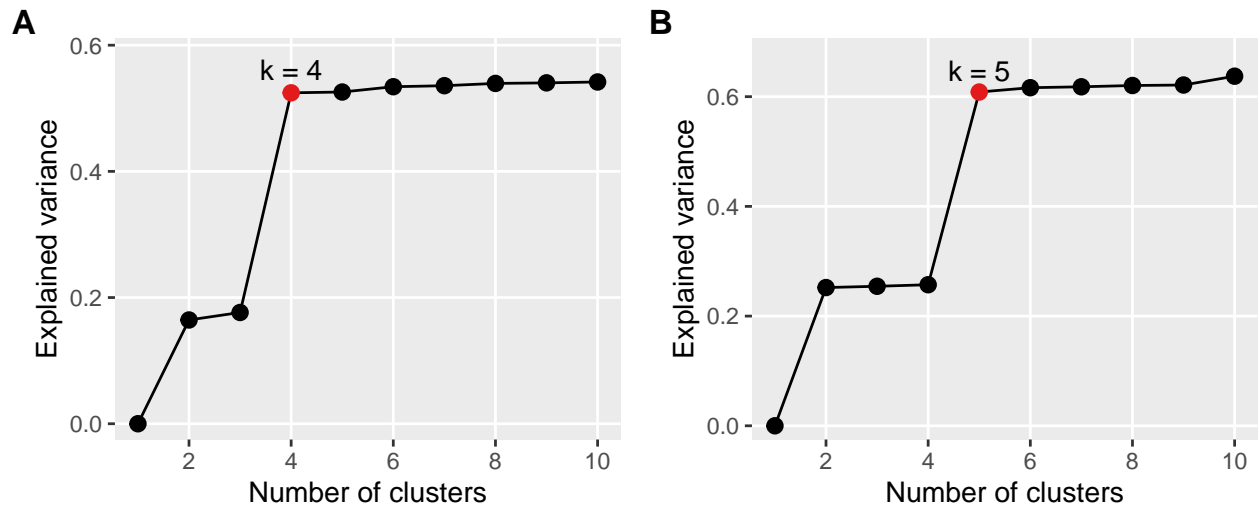 A
Explained variance
0.6
0.4
0.2
0.0
k = 4
2 4 6 8 10
Number of clusters
B
Explained variance
0.6
0.4
0.2
0.0
k = 5
2 4 6 8 10
Number of clusters